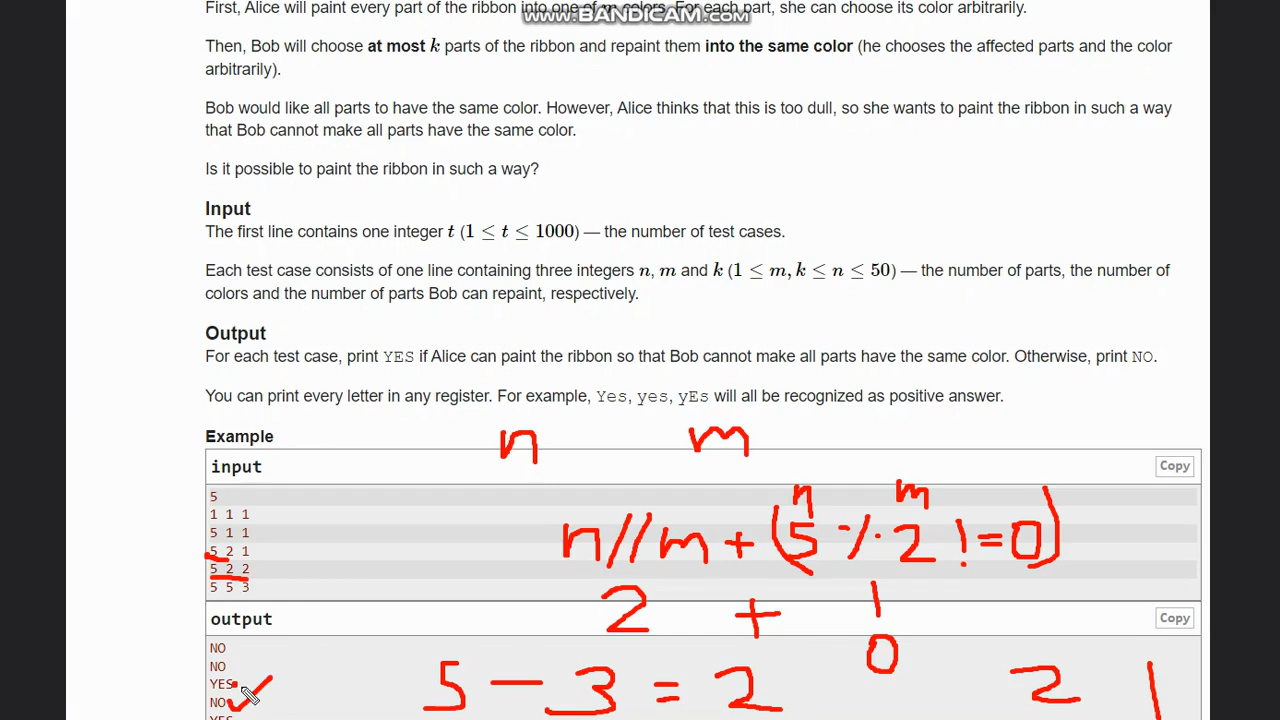 First, Alice will paint every part of the ribbon into one of m colors. For each part, she can choose its color arbitrarily.
www.BANDICAM.com
Then, Bob will choose at most k parts of the ribbon and repaint them into the same color (he chooses the affected parts and the color
arbitrarily).
Bob would like all parts to have the same color. However, Alice thinks that this is too dull, so she wants to paint the ribbon in such a way
that Bob cannot make all parts have the same color.
Is it possible to paint the ribbon in such a way?
Input
The first line contains one integer t (1 ≤ t ≤ 1000) — the number of test cases.
Each test case consists of one line containing three integers n, m and k (1 ≤ m, k ≤ n ≤ 50) — the number of parts, the number of
colors and the number of parts Bob can repaint, respectively.
Output
For each test case, print YES if Alice can paint the ribbon so that Bob cannot make all parts have the same color. Otherwise, print NO.
You can print every letter in any register. For example, Yes, yes, yEs will all be recognized as positive answer.
Example
n m
input Copy
5
1 1 1
5 1 1
5 2 1
5 2 2
5 5 3
n m
n//m + (5 % 2 != 0)
2 + 1
0
output Copy
NO
NO
YES
NO
YES
5 - 3 = 2 2 1